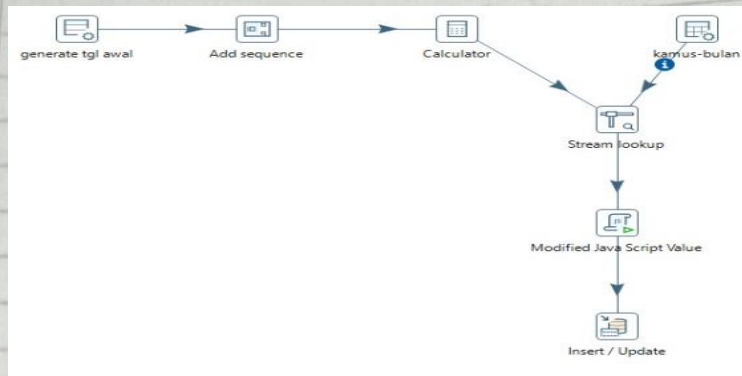 generate tgl awal
Add sequence
Calculator
kamus-bulan
Stream lookup
Modified Java Script Value
Insert / Update